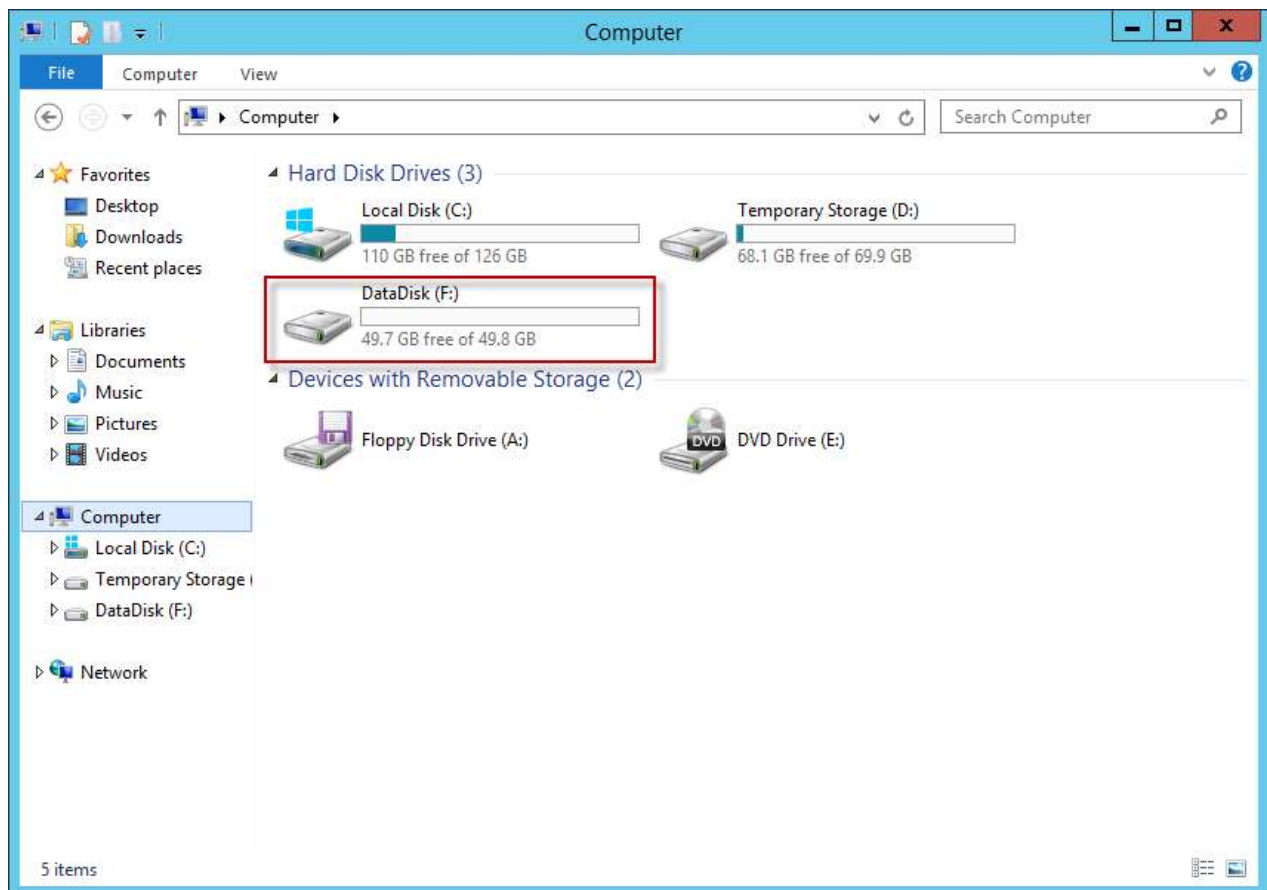 Computer
File Computer View
Computer
Search Computer
Favorites
Desktop
Downloads
Recent places
Libraries
Documents
Music
Pictures
Videos
Computer
Local Disk (C:)
Temporary Storage (
DataDisk (F:)
Network
Hard Disk Drives (3)
Local Disk (C:)
110 GB free of 126 GB
Temporary Storage (D:)
68.1 GB free of 69.9 GB
DataDisk (F:)
49.7 GB free of 49.8 GB
Devices with Removable Storage (2)
Floppy Disk Drive (A:)
DVD
DVD Drive (E:)
5 items